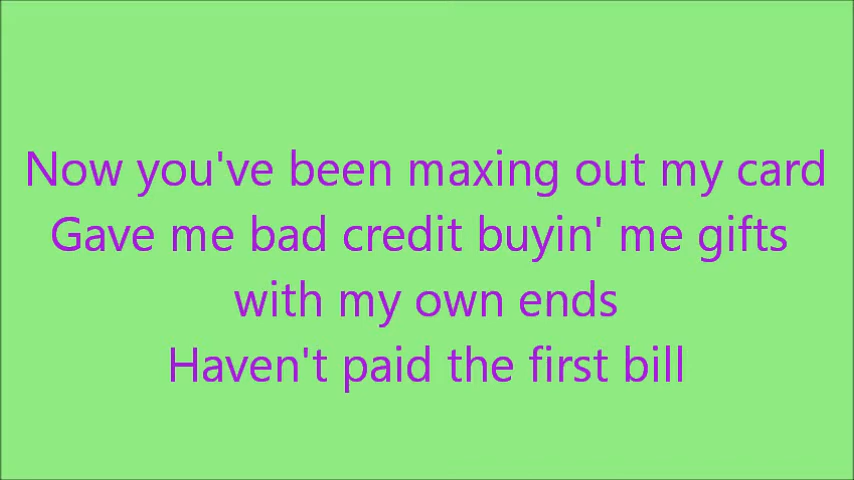 Now you've been maxing out my card
Gave me bad credit buyin' me gifts
with my own ends
Haven't paid the first bill